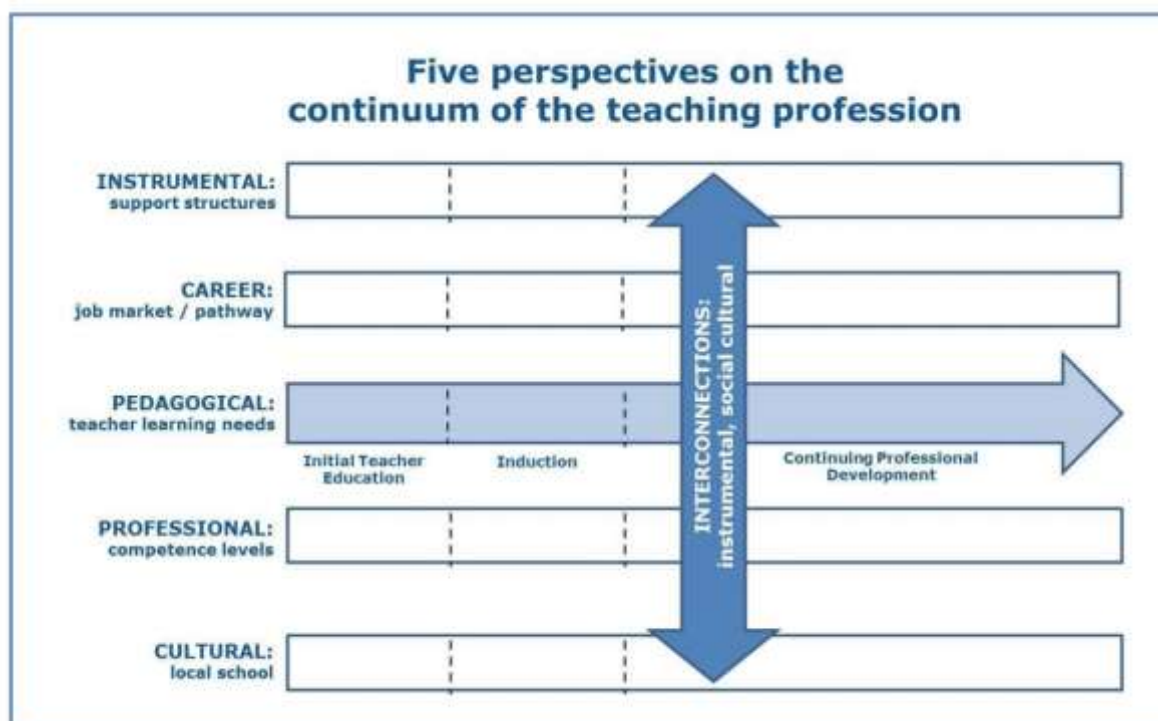 Five perspectives on the
continuum of the teaching profession
INSTRUMENTAL:
support structures
CAREER:
job market / pathway
PEDAGOGICAL:
teacher learning needs
Initial Teacher
Education
Induction
Continuing Professional
Development
INTERCONNECTIONS:
instrumental, social cultural
PROFESSIONAL:
competence levels
CULTURAL:
local school